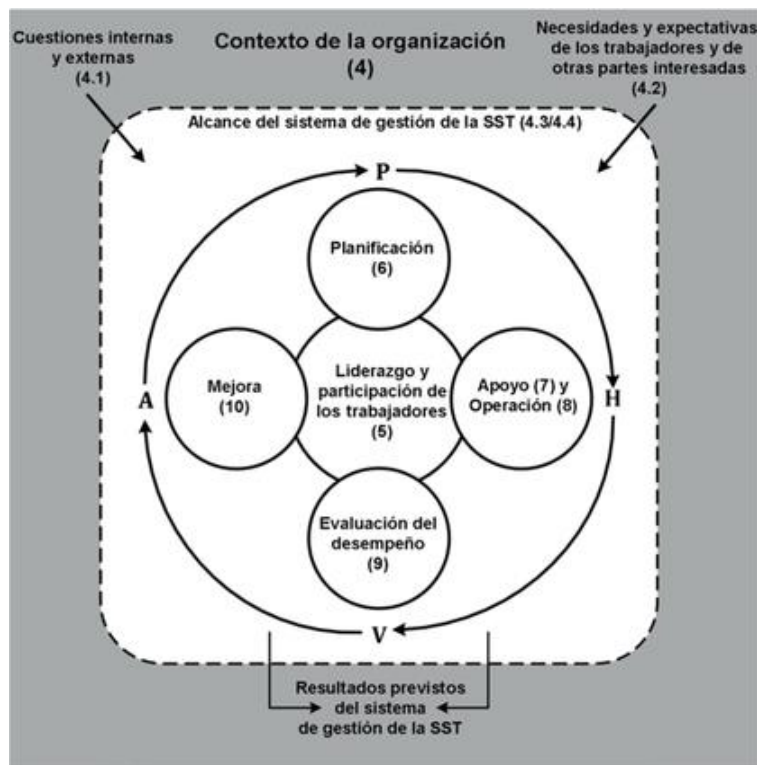 Cuestiones internas
y externas
(4.1)
Contexto de la organización
(4)
Necesidades y expectativas
de los trabajadores y de
otras partes interesadas
(4.2)
Alcance del sistema de gestión de la SST (4.3/4.4)
P
Planificación
(6)
A
Mejora
(10)
Liderazgo y
participación de
los trabajadores
(5)
Apoyo (7) y
Operación (8)
H
Evaluación del
desempeño
(9)
V
Resultados previstos
del sistema
de gestión de la SST